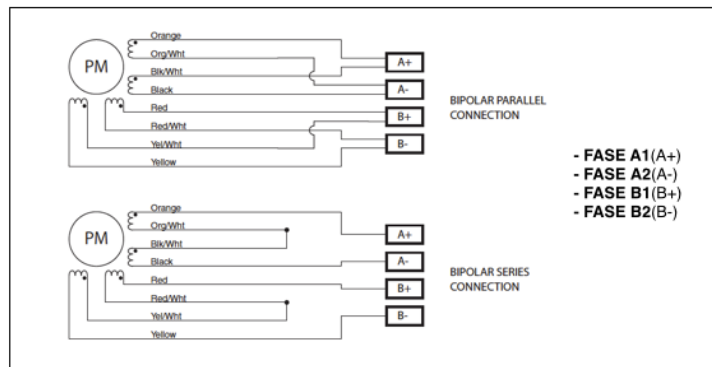 Orange
Org/Wht
Blk/Wht
Black
Red
Red/Wht
Yel/Wht
Yellow
PM
A+
A-
B+
B-
BIPOLAR PARALLEL
CONNECTION
- FASE A1(A+)
- FASE A2(A-)
- FASE B1(B+)
- FASE B2(B-)
Orange
Org/Wht
Blk/Wht
Black
Red
Red/Wht
Yel/Wht
Yellow
PM
A+
A-
B+
B-
BIPOLAR SERIES
CONNECTION